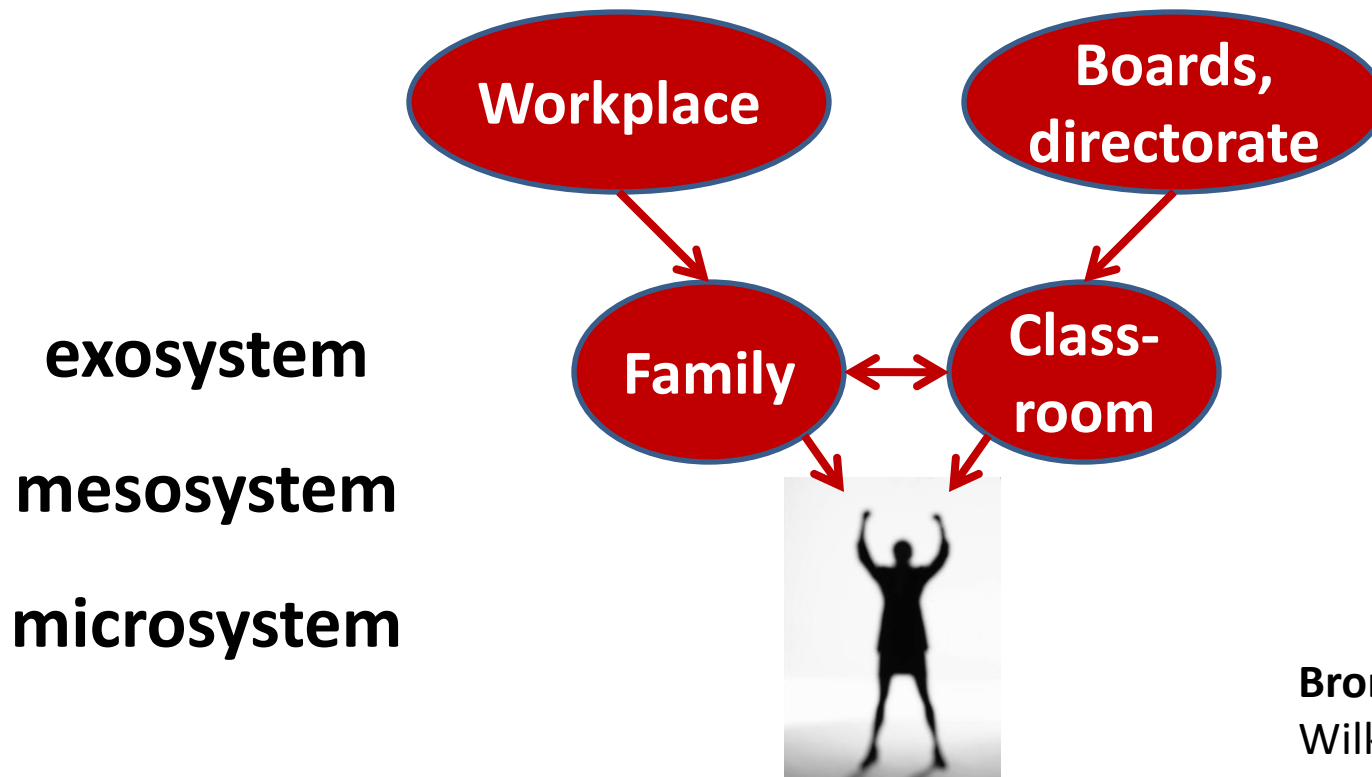 Workplace
Boards,
directorate
Family
Class-
room
exosystem
mesosystem
microsystem